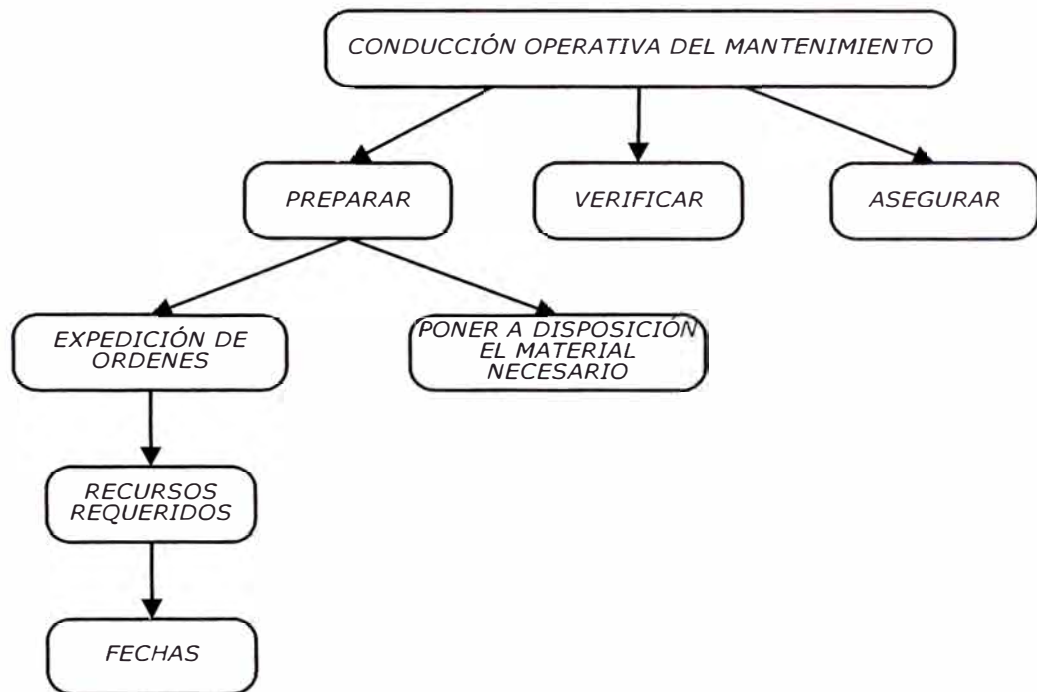 CONDUCCIÓN OPERATIVA DEL MANTENIMIENTO
PREPARAR
VERIFICAR
ASEGURAR
EXPEDICIÓN DE
ORDENES
PONER A DISPOSICIÓN
EL MATERIAL
NECESARIO
RECURSOS
REQUERIDOS
FECHAS